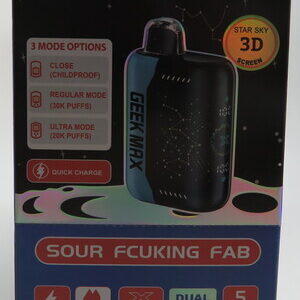 3 MODE OPTIONS
STAR SKY
3D
SCREEN
CLOSE
(CHILDPROOF)
REGULAR MODE
(30K PUFFS)
ULTRA MODE
(20K PUFFS)
QUICK CHARGE
GEEK MAX
SOUR FCUKING FAB
DUAL
5